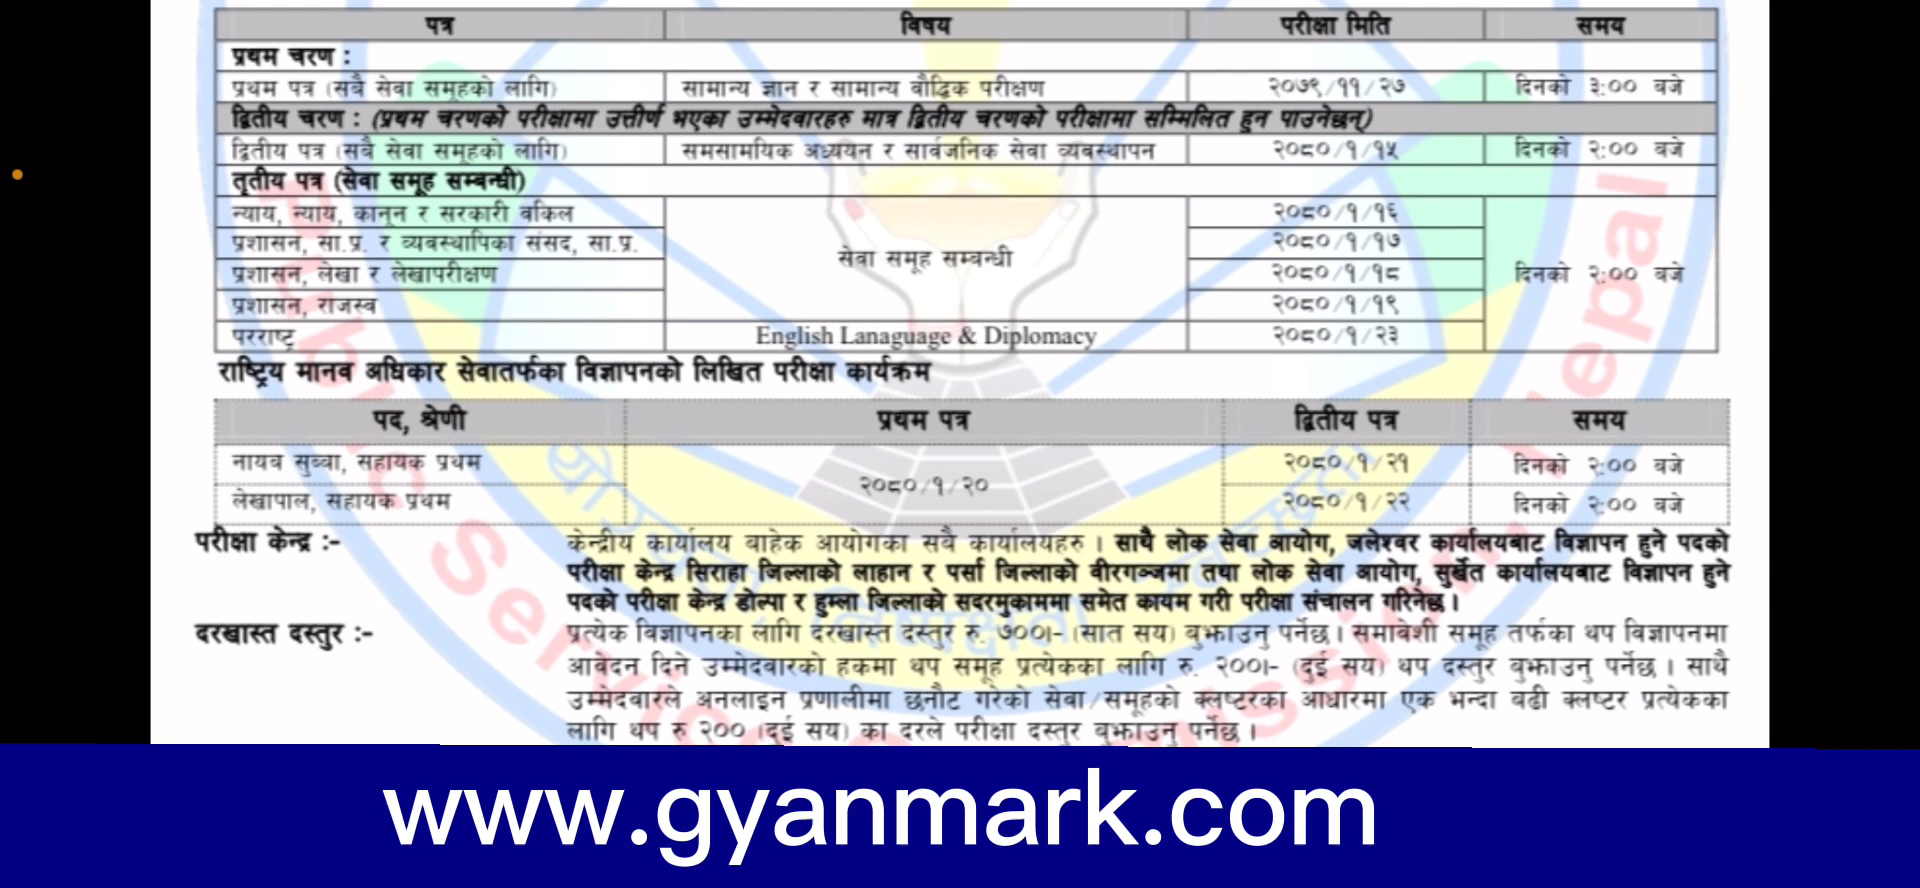 पत्र विषय परीक्षा मिति समय
प्रथम चरण :
प्रथम पत्र (सबै सेवा समूहको लागि) सामान्य ज्ञान र सामान्य बौद्धिक परीक्षण २०७९/११/२७ दिनको ३:०० बजे
द्वितीय चरण : (प्रथम चरणको परीक्षामा उत्तीर्ण भएका उम्मेदवारहरु मात्र द्वितीय चरणको परीक्षामा सम्मिलित हुन पाउनेछन्)
द्वितीय पत्र (सबै सेवा समूहको लागि) समसामयिक अध्ययन र सार्वजनिक सेवा व्यवस्थापन २०८०/१/१५ दिनको २:०० बजे
तृतीय पत्र (सेवा समूह सम्बन्धी)
न्याय, न्याय, कानून र सरकारी वकिल २०८०/१/१६
प्रशासन, सा.प्र. र व्यवस्थापिका संसद, सा.प्र. २०८०/१/१७
सेवा समूह सम्बन्धी
प्रशासन, लेखा र लेखापरीक्षण २०८०/१/१८ दिनको २:०० बजे
प्रशासन, राजस्व २०८०/१/१९
परराष्ट्र English Lanaguage & Diplomacy २०८०/१/२३
राष्ट्रिय मानव अधिकार सेवातर्फका विज्ञापनको लिखित परीक्षा कार्यक्रम
पद, श्रेणी प्रथम पत्र द्वितीय पत्र समय
नायब सुब्बा, सहायक प्रथम २०८०/१/२१ दिनको २:०० बजे
२०८०/१/२०
लेखापाल, सहायक प्रथम २०८०/१/२२ दिनको २:०० बजे
परीक्षा केन्द्र :- केन्द्रीय कार्यालय बाहेक आयोगका सबै कार्यालयहरु । साथै लोक सेवा आयोग, जलेश्वर कार्यालयबाट विज्ञापन हुने पदको
परीक्षा केन्द्र सिराहा जिल्लाको लाहान र पर्सा जिल्लाको वीरगञ्जमा तथा लोक सेवा आयोग, सुर्खेत कार्यालयबाट विज्ञापन हुने
पदको परीक्षा केन्द्र डोल्पा र हुम्ला जिल्लाको सदरमुकाममा समेत कायम गरी परीक्षा संचालन गरिनेछ ।
दरखास्त दस्तुर :- प्रत्येक विज्ञापनका लागि दरखास्त दस्तुर रु. ७००।- (सात सय) बुझाउनु पर्नेछ । समावेशी समूह तर्फका थप विज्ञापनमा
आवेदन दिने उम्मेदवारको हकमा थप समूह प्रत्येकका लागि रु. २००।- (दुई सय) थप दस्तुर बुझाउनु पर्नेछ । साथै
उम्मेदवारले अनलाइन प्रणालीमा छनौट गरेको सेवा/समूहको क्लष्टरका आधारमा एक भन्दा बढी क्लष्टर प्रत्येकका
लागि थप रु २०० (दुई सय) का दरले परीक्षा दस्तुर बुझाउनु पर्नेछ ।
Public Service Commission, Nepal
www.gyanmark.com